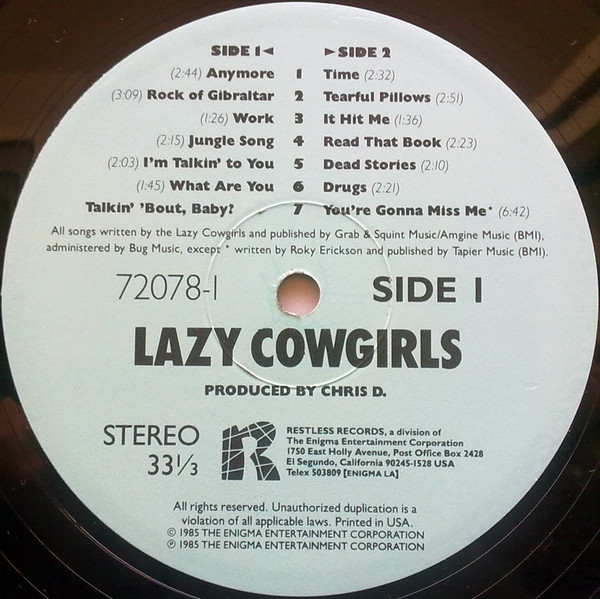 SIDE 1◄ ►SIDE 2
(2:44) Anymore 1 Time (2:32)
(3:09) Rock of Gibraltar 2 Tearful Pillows (2:51)
(1:26) Work 3 It Hit Me (1:36)
(2:15) Jungle Song 4 Read That Book (2:23)
(2:03) I'm Talkin' to You 5 Dead Stories (2:10)
(1:45) What Are You 6 Drugs (2:21)
Talkin' 'Bout, Baby? 7 You're Gonna Miss Me* (6:42)
All songs written by the Lazy Cowgirls and published by Grab & Squint Music/Amgine Music (BMI),
administered by Bug Music, except * written by Roky Erickson and published by Tapier Music (BMI).
72078-1 SIDE 1
LAZY COWGIRLS
PRODUCED BY CHRIS D.
STEREO
33⅓
R
RESTLESS RECORDS, a division of
The Enigma Entertainment Corporation
1750 East Holly Avenue, Post Office Box 2428
El Segundo, California 90245-1528 USA
Telex 503809 [ENIGMA LA]
All rights reserved. Unauthorized duplication is a
violation of all applicable laws. Printed in USA.
© 1985 THE ENIGMA ENTERTAINMENT CORPORATION
℗ 1985 THE ENIGMA ENTERTAINMENT CORPORATION